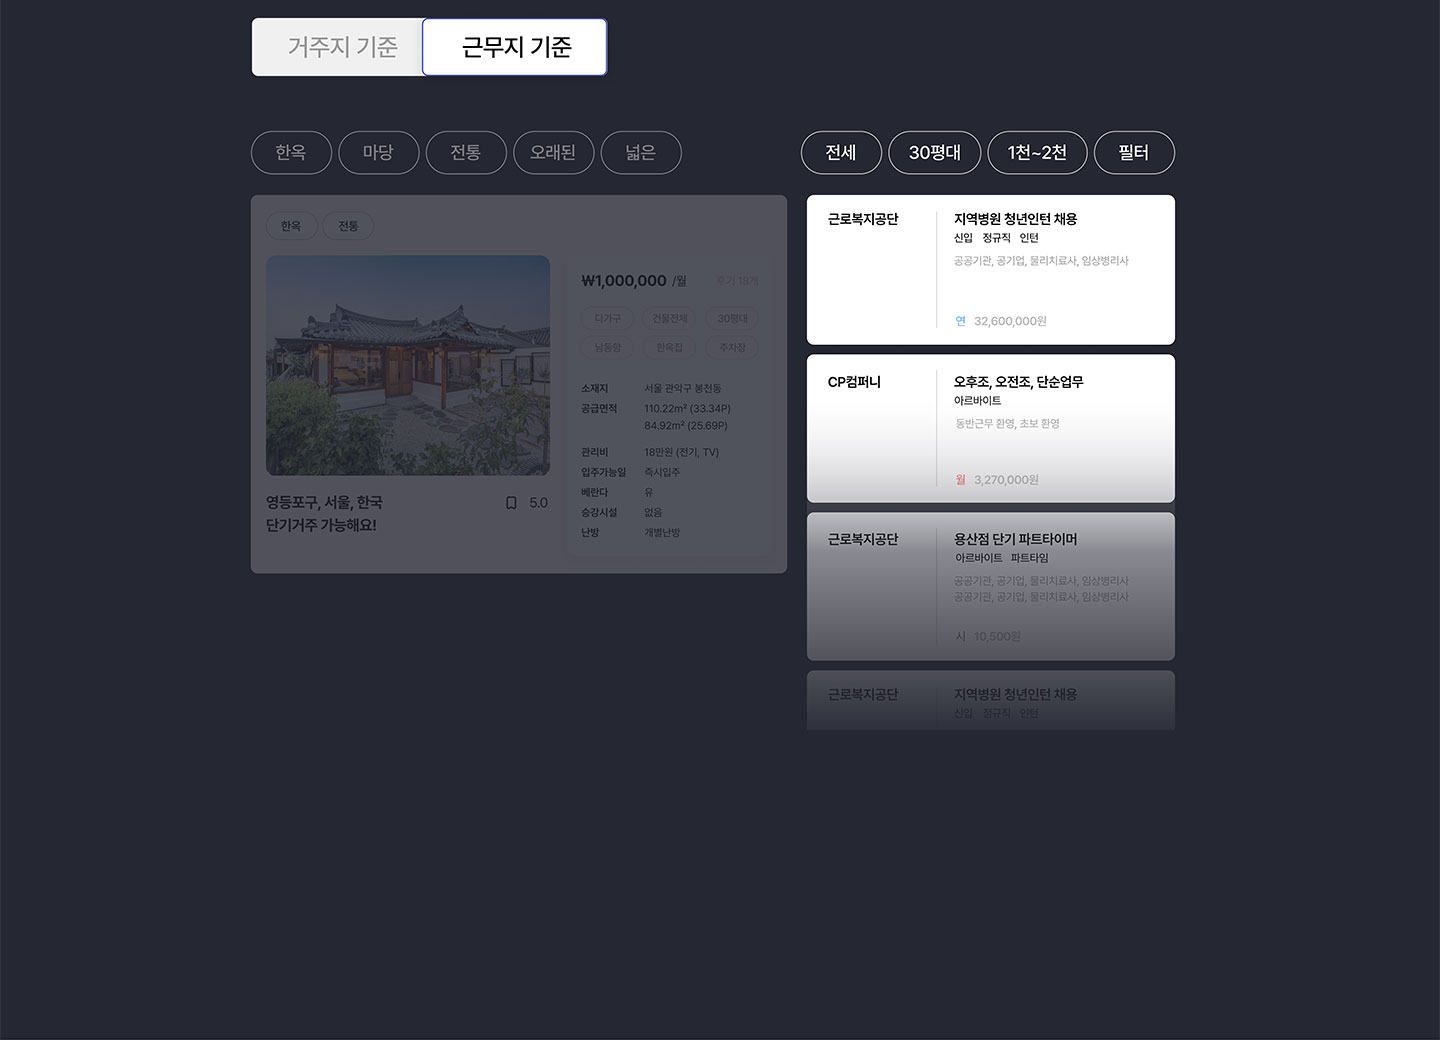 거주지 기준
근무지 기준
한옥
마당
전통
오래된
넓은
전세
30평대
1천~2천
필터
한옥
전통
₩1,000,000 /월
후기 18개
다가구
건물전체
30평대
남동향
한옥집
주차장
소재지 서울 관악구 봉천동
공급면적 110.22m² (33.34P)
84.92m² (25.69P)
관리비 18만원 (전기, TV)
입주가능일 즉시입주
베란다 유
승강시설 없음
난방 개별난방
영등포구, 서울, 한국
5.0
단기거주 가능해요!
근로복지공단
지역병원 청년인턴 채용
신입 정규직 인턴
공공기관, 공기업, 물리치료사, 임상병리사
연 32,600,000원
CP컴퍼니
오후조, 오전조, 단순업무
아르바이트
동반근무 환영, 초보 환영
월 3,270,000원
근로복지공단
용산점 단기 파트타이머
아르바이트 파트타임
공공기관, 공기업, 물리치료사, 임상병리사
공공기관, 공기업, 물리치료사, 임상병리사
시 10,500원
근로복지공단
지역병원 청년인턴 채용
신입 정규직 인턴